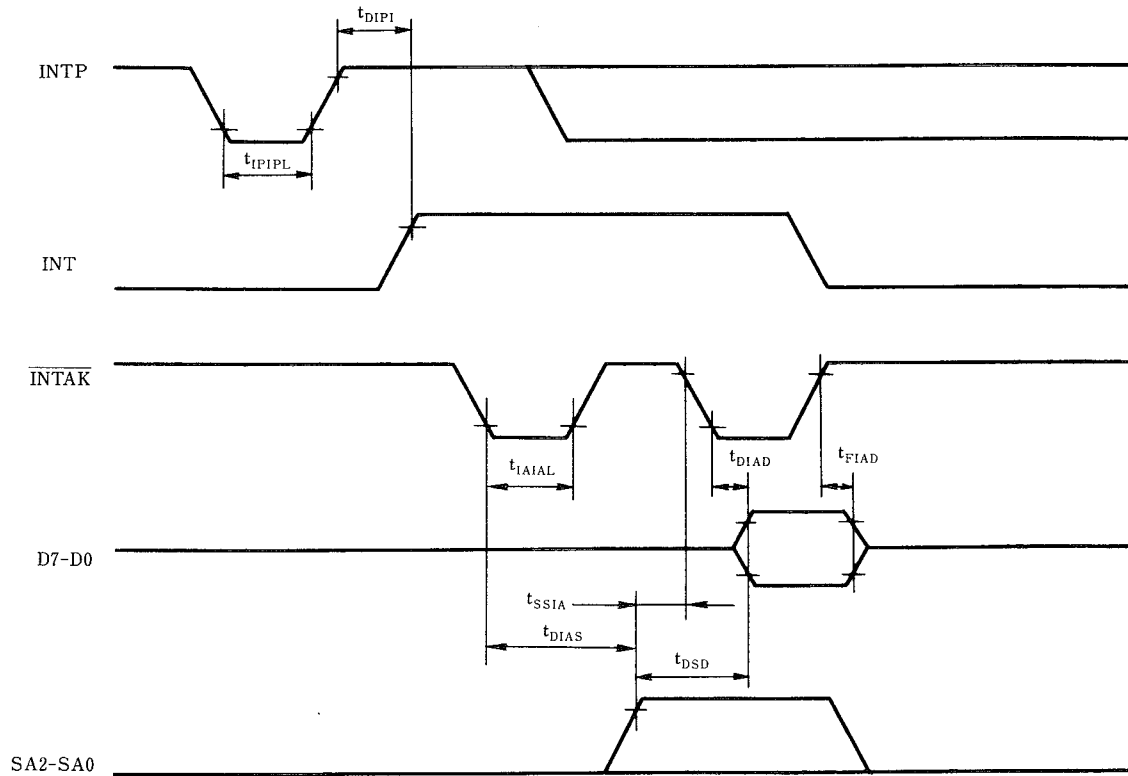 tDIPI
INTP
tIPIPL
INT
INTAK
tDIAD
tFIAD
tIAIAL
D7-D0
tSSIA
tDIAS
tDSD
SA2-SA0